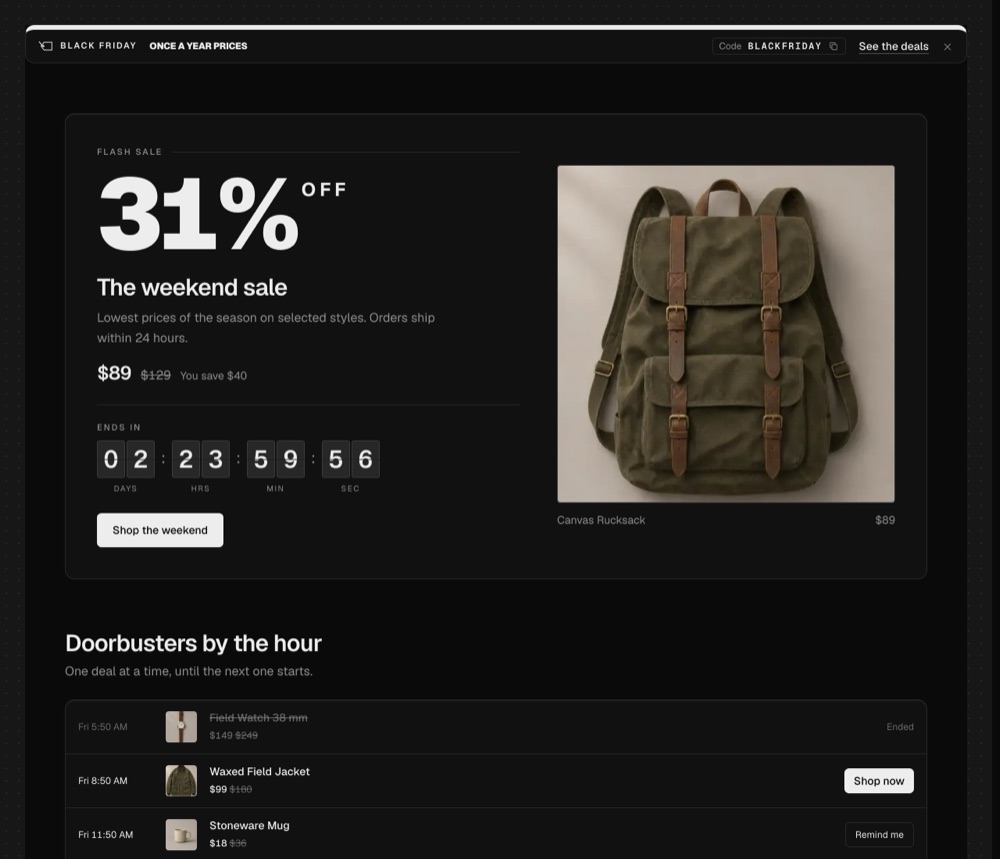 BLACK FRIDAY ONCE A YEAR PRICES Code BLACKFRIDAY See the deals
FLASH SALE
31% OFF
The weekend sale
Lowest prices of the season on selected styles. Orders ship
within 24 hours.
$89 $129 You save $40
ENDS IN
02 : 23 : 59 : 56
DAYS HRS MIN SEC
Shop the weekend
Canvas Rucksack $89
Doorbusters by the hour
One deal at a time, until the next one starts.
Fri 5:50 AM Field Watch 38 mm Ended
$149 $249
Fri 8:50 AM Waxed Field Jacket Shop now
$99 $180
Fri 11:50 AM Stoneware Mug Remind me
$18 $36